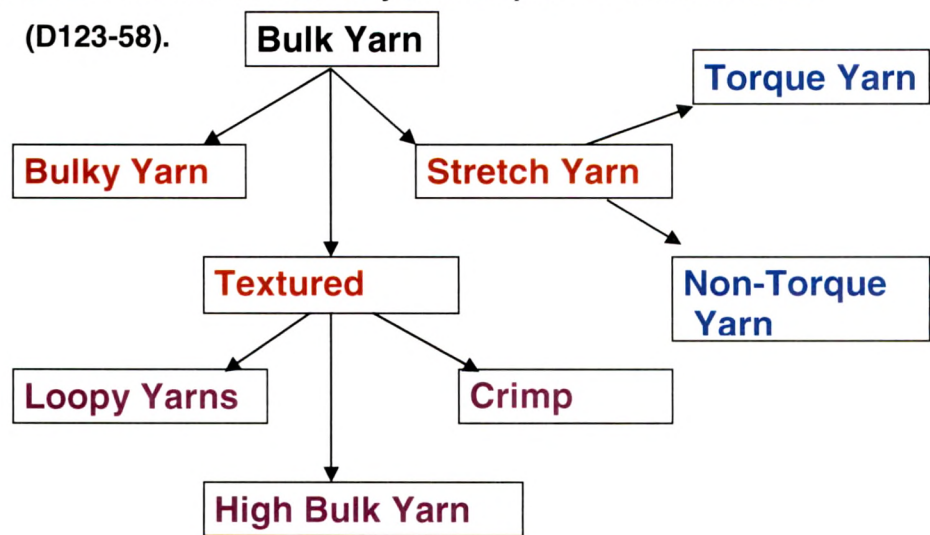 (D123-58).
Bulk Yarn
Torque Yarn
Bulky Yarn
Stretch Yarn
Textured
Non-Torque
Yarn
Loopy Yarns
Crimp
High Bulk Yarn